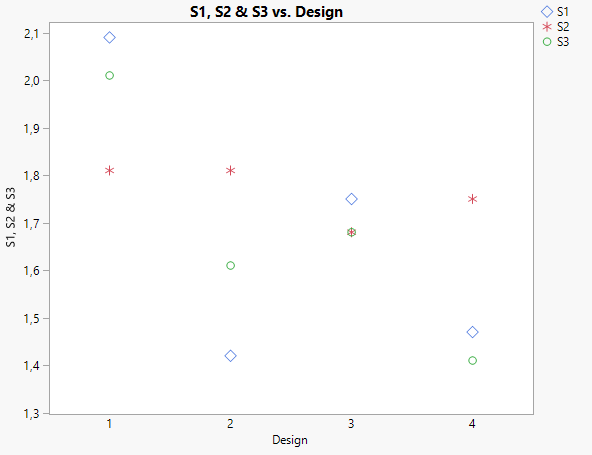 S1, S2 & S3 vs. Design
S1
S2
S3
2,1
2,0
1,9
1,8
1,7
1,6
1,5
1,4
1,3
S1, S2 & S3
1 2 3 4
Design